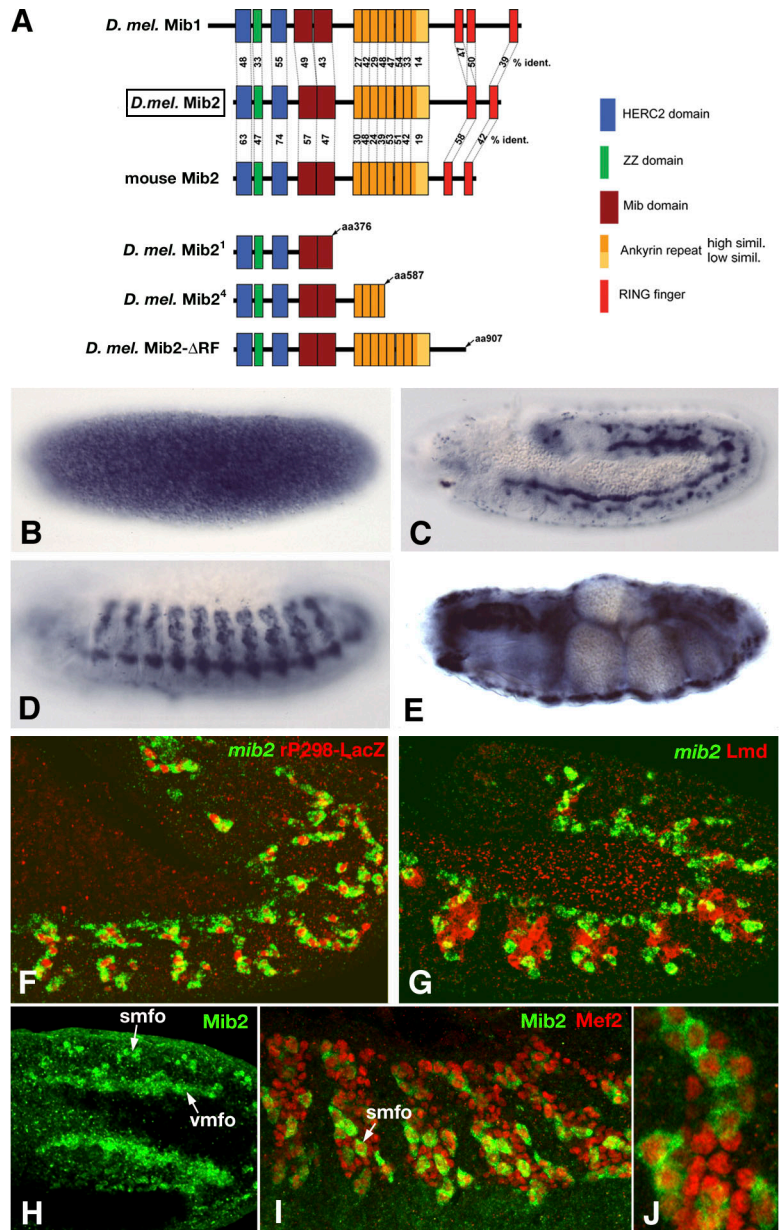 A
D. mel. Mib1
48 33 55 49 43 27 42 29 48 47 54 33 14 47 50 39 % ident.
D.mel. Mib2
63 47 74 57 47 30 48 24 39 53 51 42 19 58 42 % ident.
mouse Mib2
HERC2 domain
ZZ domain
Mib domain
Ankyrin repeat high simil.
low simil.
RING finger
aa376
D. mel. Mib2¹
aa587
D. mel. Mib2⁴
aa907
D. mel. Mib2-ΔRF
B
C
D
E
mib2 rP298-LacZ
F
mib2 Lmd
G
smfo Mib2
vmfo
H
Mib2 Mef2
smfo
I
J